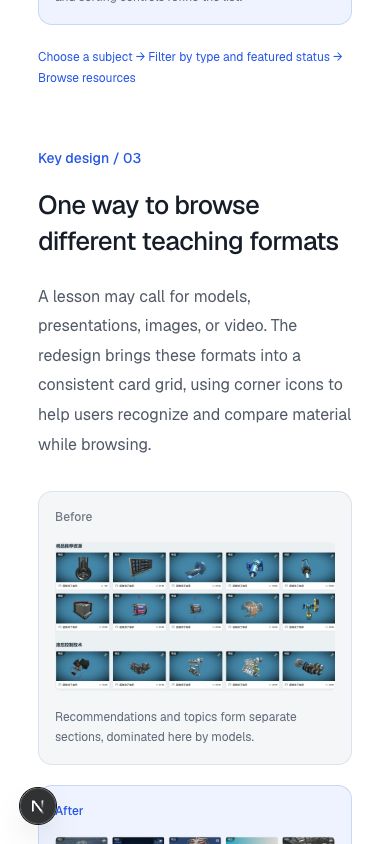 Choose a subject → Filter by type and featured status →
Browse resources
Key design / 03
One way to browse
different teaching formats
A lesson may call for models,
presentations, images, or video. The
redesign brings these formats into a
consistent card grid, using corner icons to
help users recognize and compare material
while browsing.
Before
Recommendations and topics form separate
sections, dominated here by models.
N
After